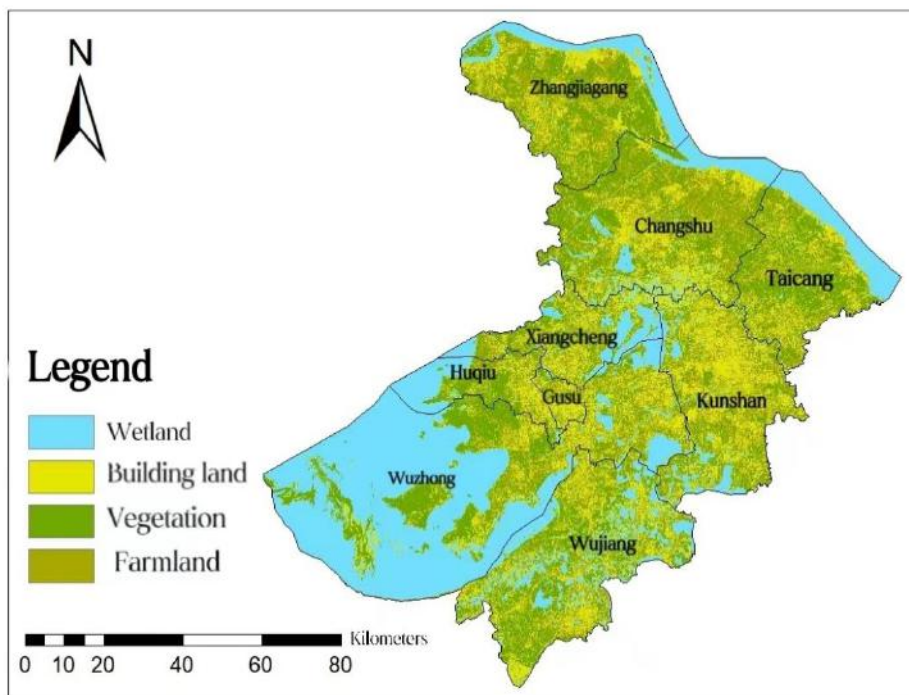 N
Zhangjiagang
Changshu
Taicang
Xiangcheng
Huqiu
Gusu
Kunshan
Wuzhong
Wujiang
Legend
Wetland
Building land
Vegetation
Farmland
Kilometers
0 10 20 40 60 80